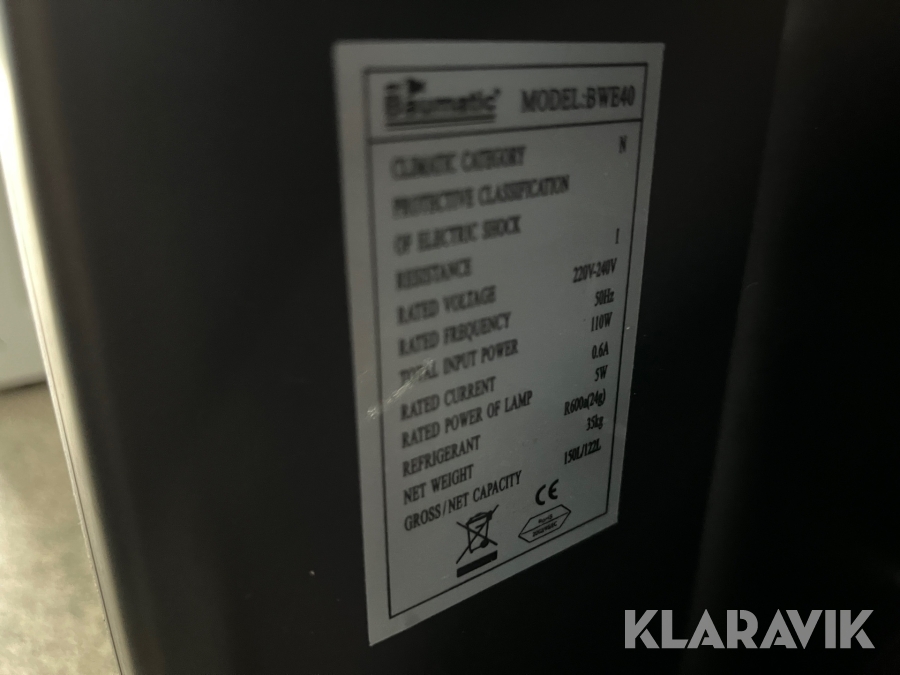 Baumatic MODEL:BWE40
CLIMATIC CATEGORY N
PROTECTIVE CLASSIFICATION
OF ELECTRIC SHOCK I
RESISTANCE
RATED VOLTAGE 220V-240V
RATED FREQUENCY 50Hz
TOTAL INPUT POWER 110W
RATED CURRENT 0.6A
RATED POWER OF LAMP 5W
REFRIGERANT R600a(24g)
NET WEIGHT 35kg
GROSS/NET CAPACITY 150L/122L
CE
KLARAVIK